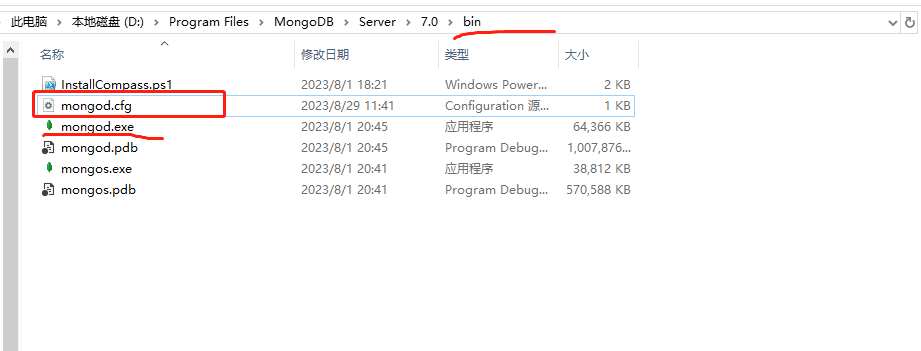 此电脑 > 本地磁盘 (D:) > Program Files > MongoDB > Server > 7.0 > bin
名称 修改日期 类型 大小
InstallCompass.ps1 2023/8/1 18:21 Windows Power... 2 KB
mongod.cfg 2023/8/29 11:41 Configuration 源... 1 KB
mongod.exe 2023/8/1 20:45 应用程序 64,366 KB
mongod.pdb 2023/8/1 20:45 Program Debug... 1,007,876...
mongos.exe 2023/8/1 20:41 应用程序 38,812 KB
mongos.pdb 2023/8/1 20:41 Program Debug... 570,588 KB